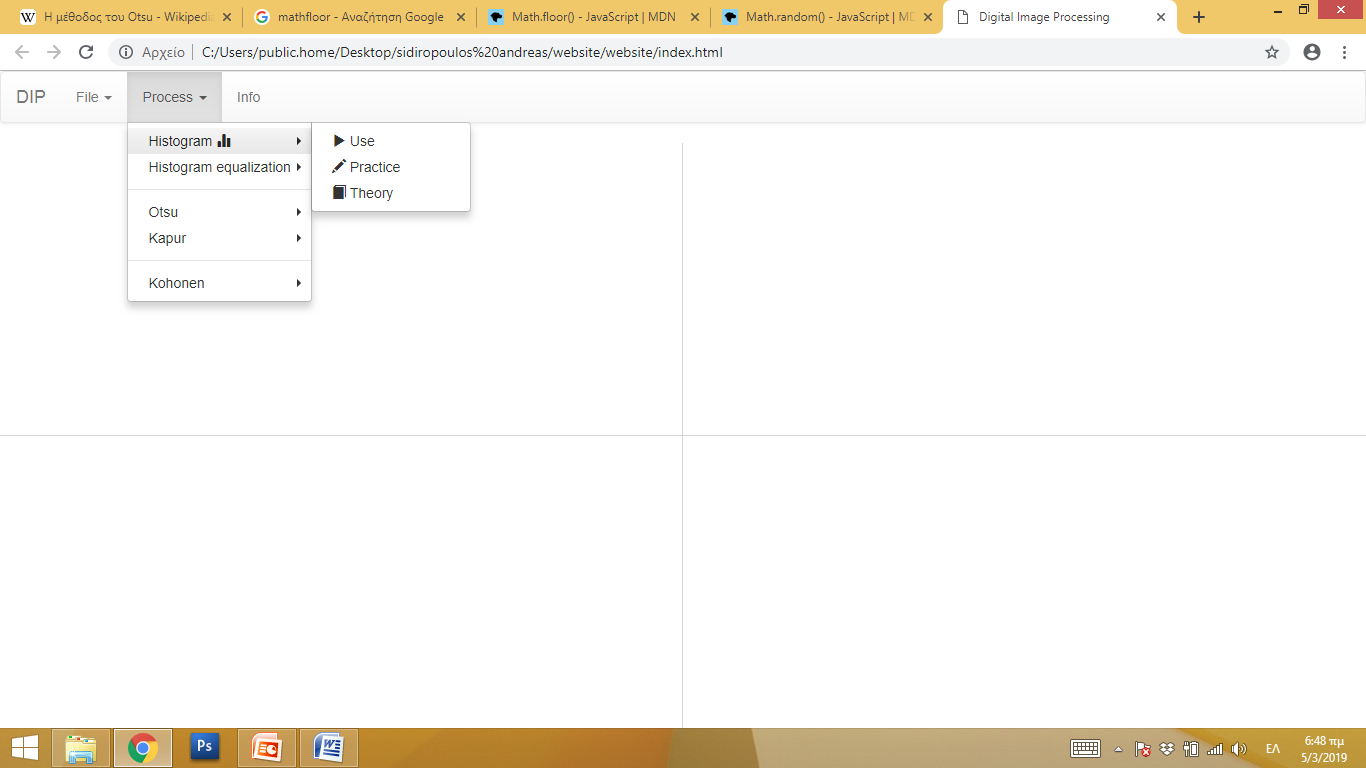 Η μέθοδος του Otsu - Wikipedia
mathfloor - Αναζήτηση Google
Math.floor() - JavaScript | MDN
Math.random() - JavaScript | MD
Digital Image Processing
Αρχείο
C:/Users/public.home/Desktop/sidiropoulos%20andreas/website/website/index.html
DIP
File
Process
Info
Histogram
Histogram equalization
Otsu
Kapur
Kohonen
Use
Practice
Theory
Ps
ΕΛ
6:48 πμ
5/3/2019